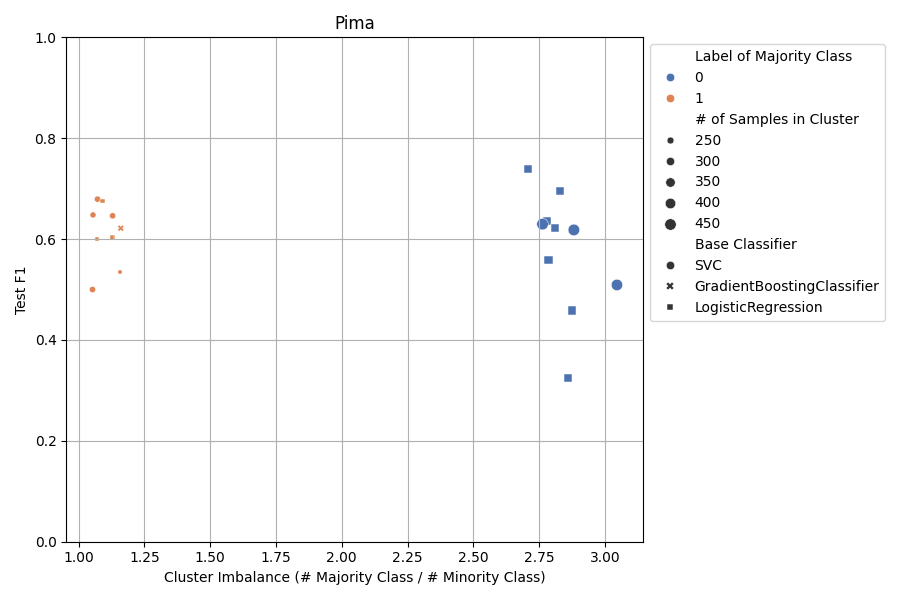 Pima
1.0
0.8
0.6
0.4
0.2
0.0
Test F1
1.00
1.25
1.50
1.75
2.00
2.25
2.50
2.75
3.00
Cluster Imbalance (# Majority Class / # Minority Class)
Label of Majority Class
0
1
# of Samples in Cluster
250
300
350
400
450
Base Classifier
SVC
GradientBoostingClassifier
LogisticRegression